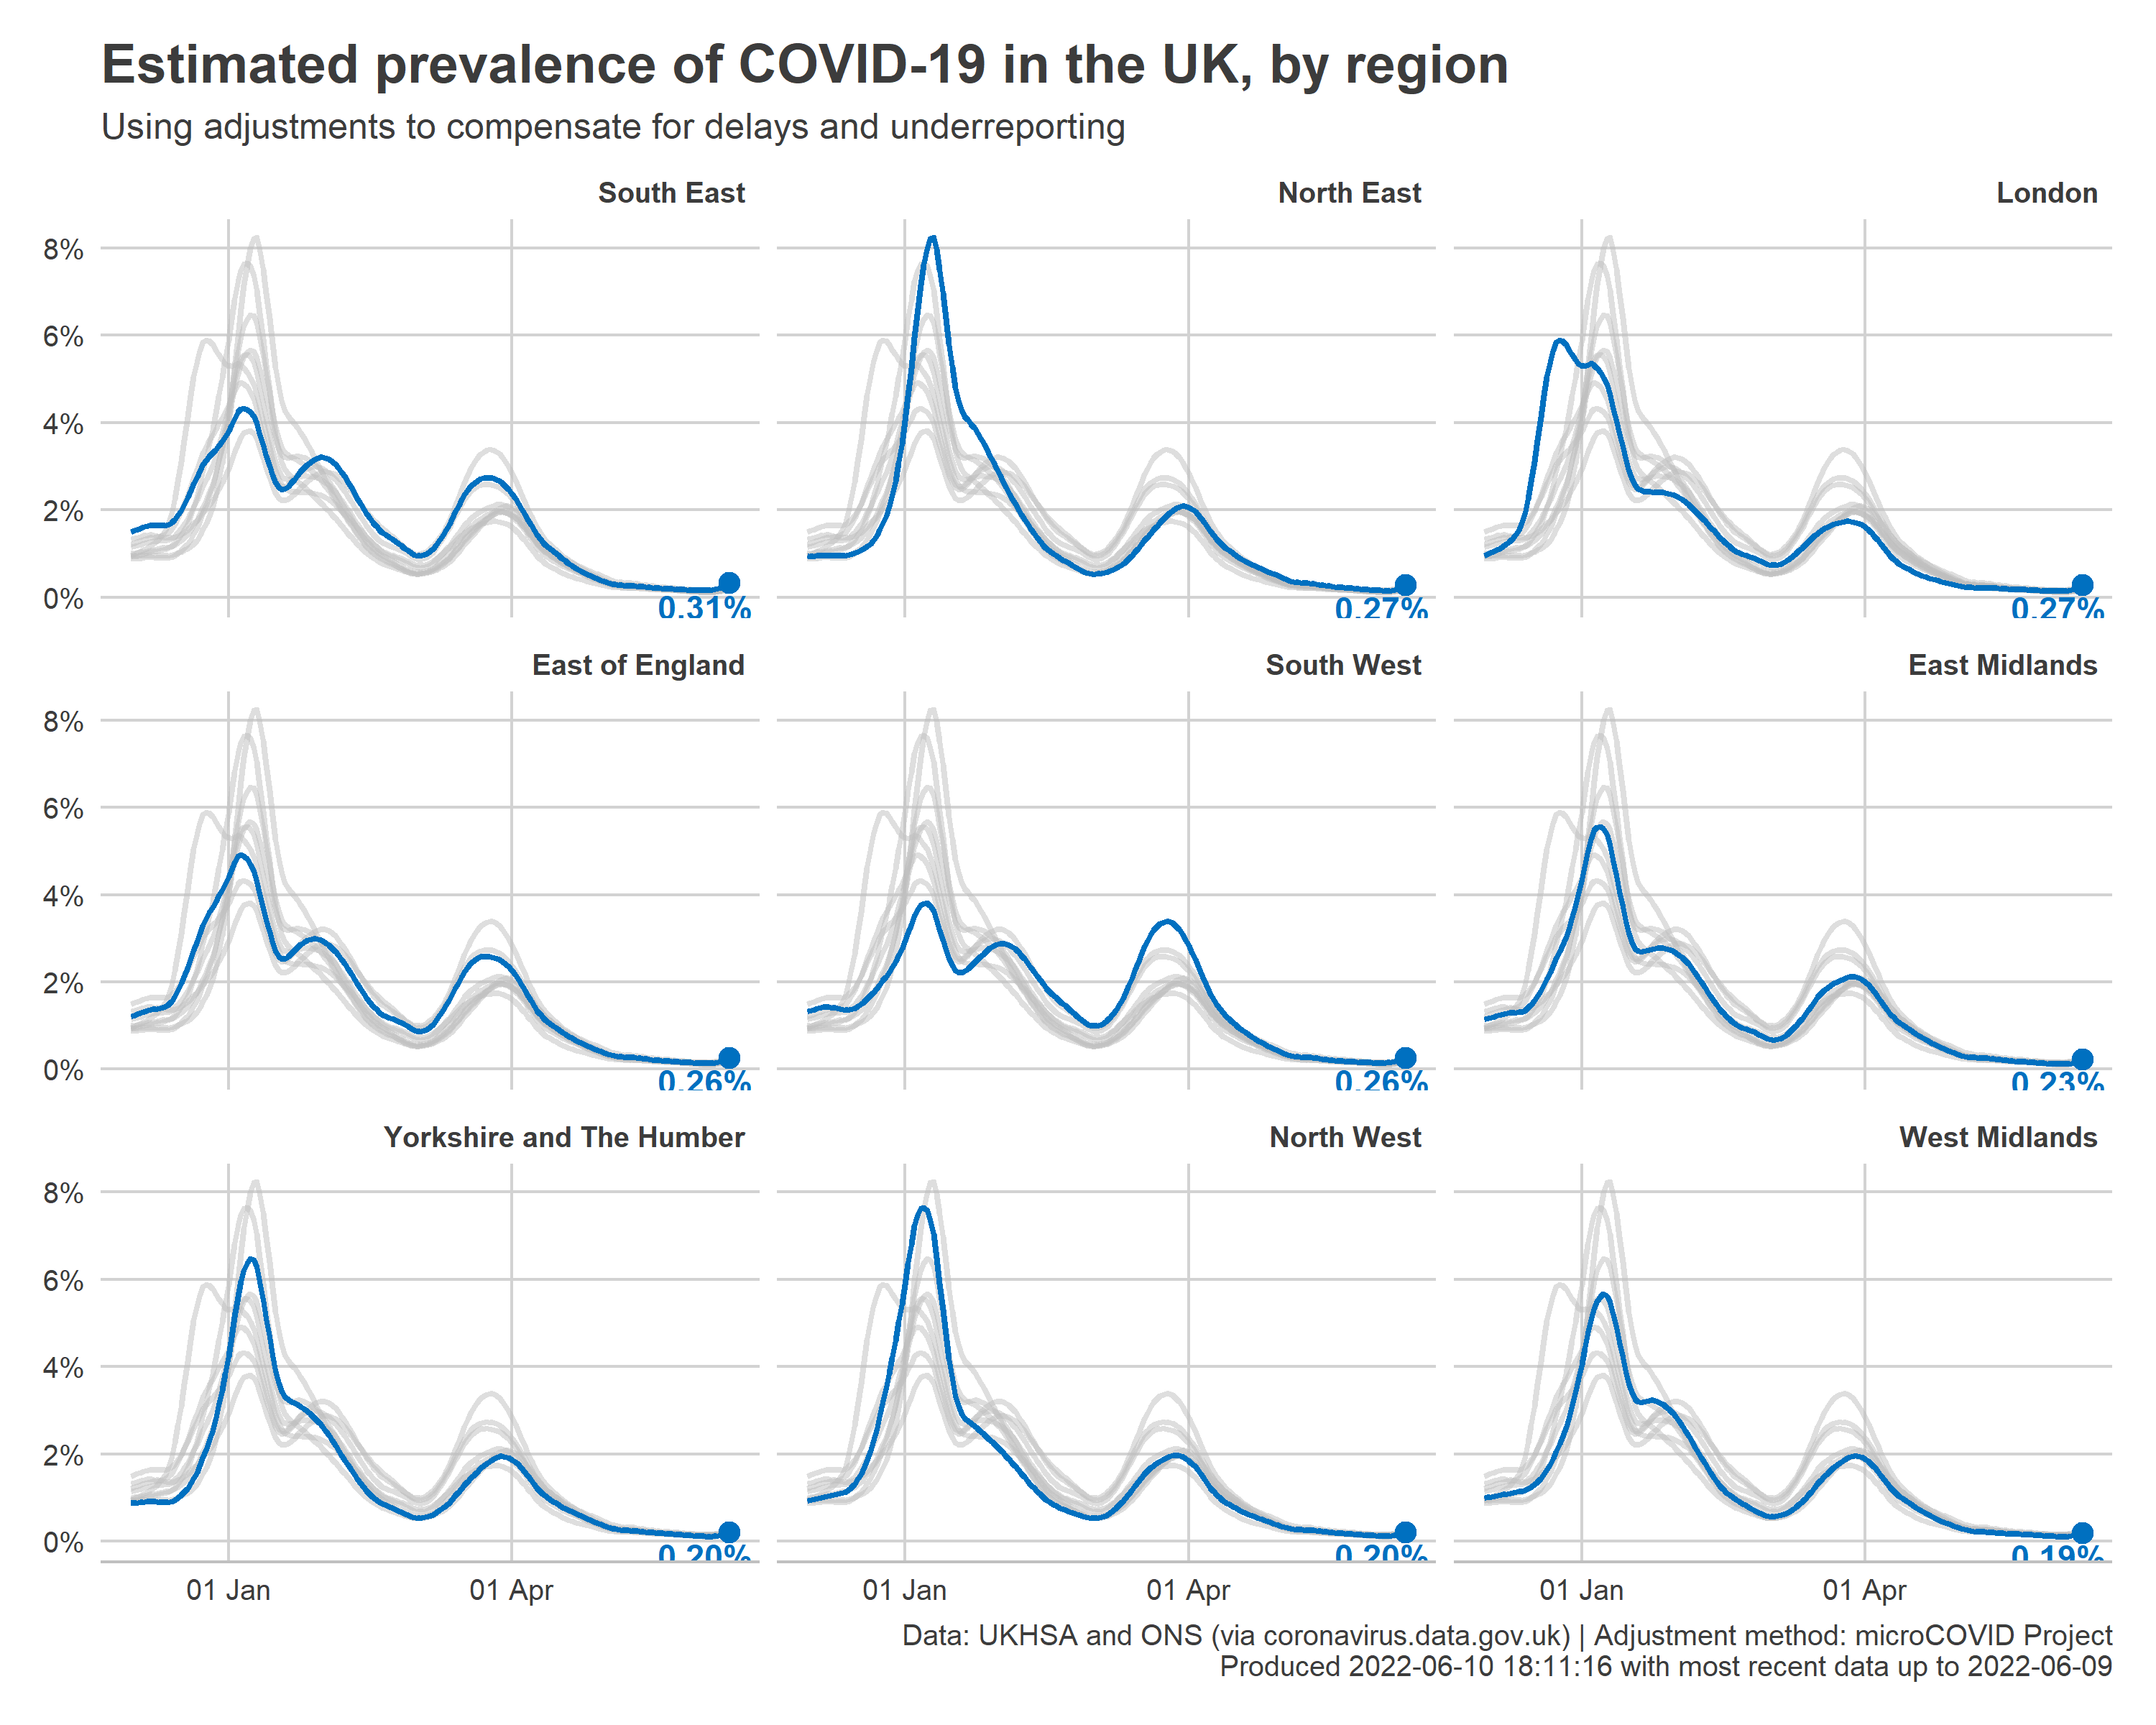 Estimated prevalence of COVID-19 in the UK, by region
Using adjustments to compensate for delays and underreporting
South East
North East
London
8%
6%
4%
2%
0%
0.31%
0.27%
0.27%
East of England
South West
East Midlands
8%
6%
4%
2%
0%
0.26%
0.26%
0.23%
Yorkshire and The Humber
North West
West Midlands
8%
6%
4%
2%
0%
0.20%
0.20%
0.19%
01 Jan
01 Apr
01 Jan
01 Apr
01 Jan
01 Apr
Data: UKHSA and ONS (via coronavirus.data.gov.uk) | Adjustment method: microCOVID Project
Produced 2022-06-10 18:11:16 with most recent data up to 2022-06-09